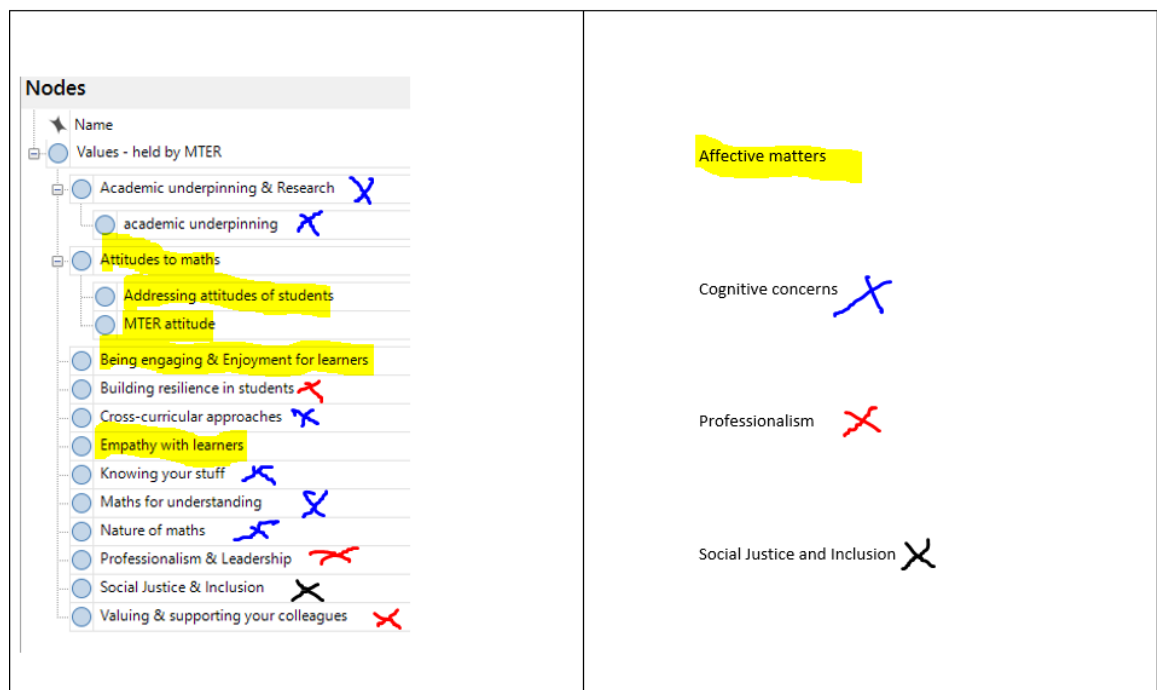 Nodes
Name
Values - held by MTER
Academic underpinning & Research
academic underpinning
Attitudes to maths
Addressing attitudes of students
MTER attitude
Being engaging & Enjoyment for learners
Building resilience in students
Cross-curricular approaches
Empathy with learners
Knowing your stuff
Maths for understanding
Nature of maths
Professionalism & Leadership
Social Justice & Inclusion
Valuing & supporting your colleagues
Affective matters
Cognitive concerns
Professionalism
Social Justice and Inclusion